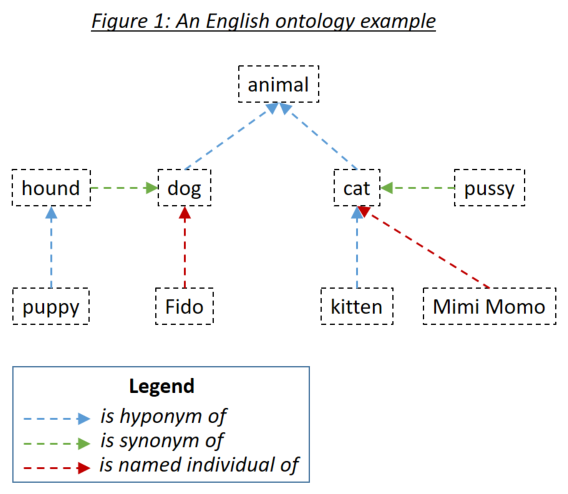 Figure 1: An English ontology example
animal
hound dog cat pussy
puppy Fido kitten Mimi Momo
Legend
is hyponym of
is synonym of
is named individual of